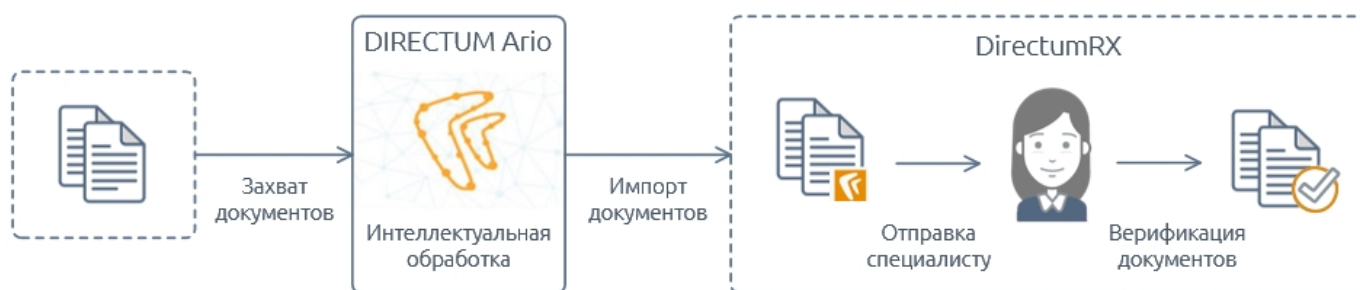 DIRECTUM Ario
DirectumRX
Захват
документов
Интеллектуальная
обработка
Импорт
документов
Отправка
специалисту
Верификация
документов